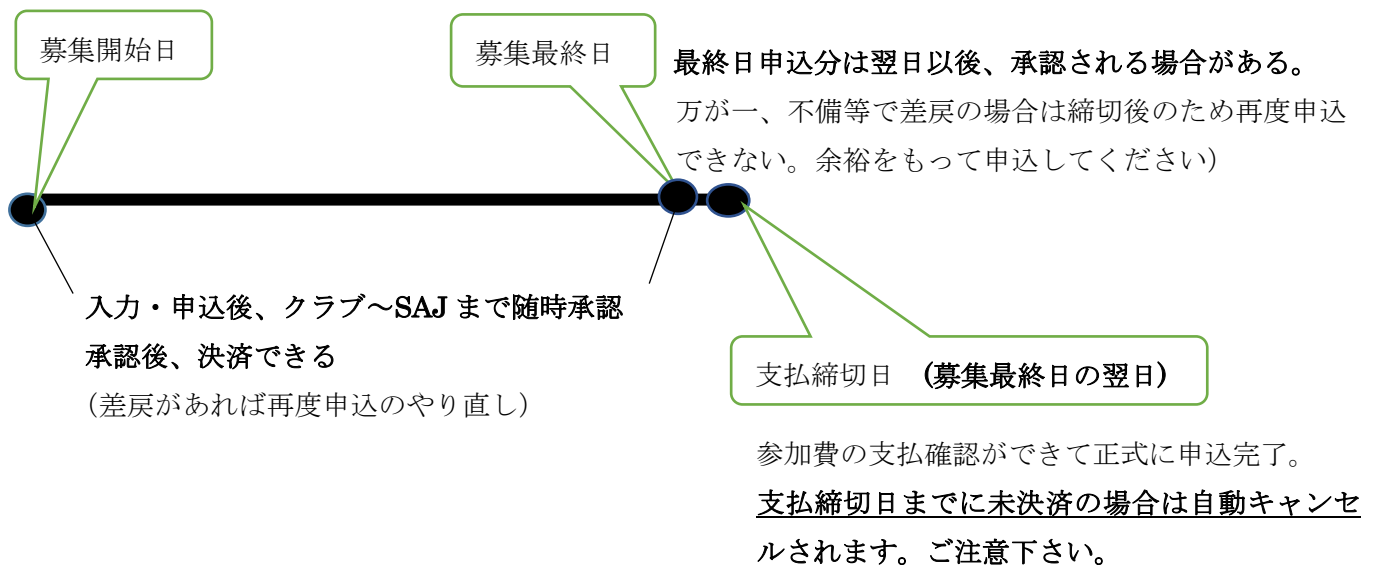 募集開始日
募集最終日
最終日申込分は翌日以後、承認される場合がある。
万が一、不備等で差戻の場合は締切後のため再度申込
できない。余裕をもって申込してください）
入力・申込後、クラブ～SAJ まで随時承認
承認後、決済できる
（差戻があれば再度申込のやり直し）
支払締切日　(募集最終日の翌日)
参加費の支払確認ができて正式に申込完了。
支払締切日までに未決済の場合は自動キャンセ
ルされます。ご注意下さい。